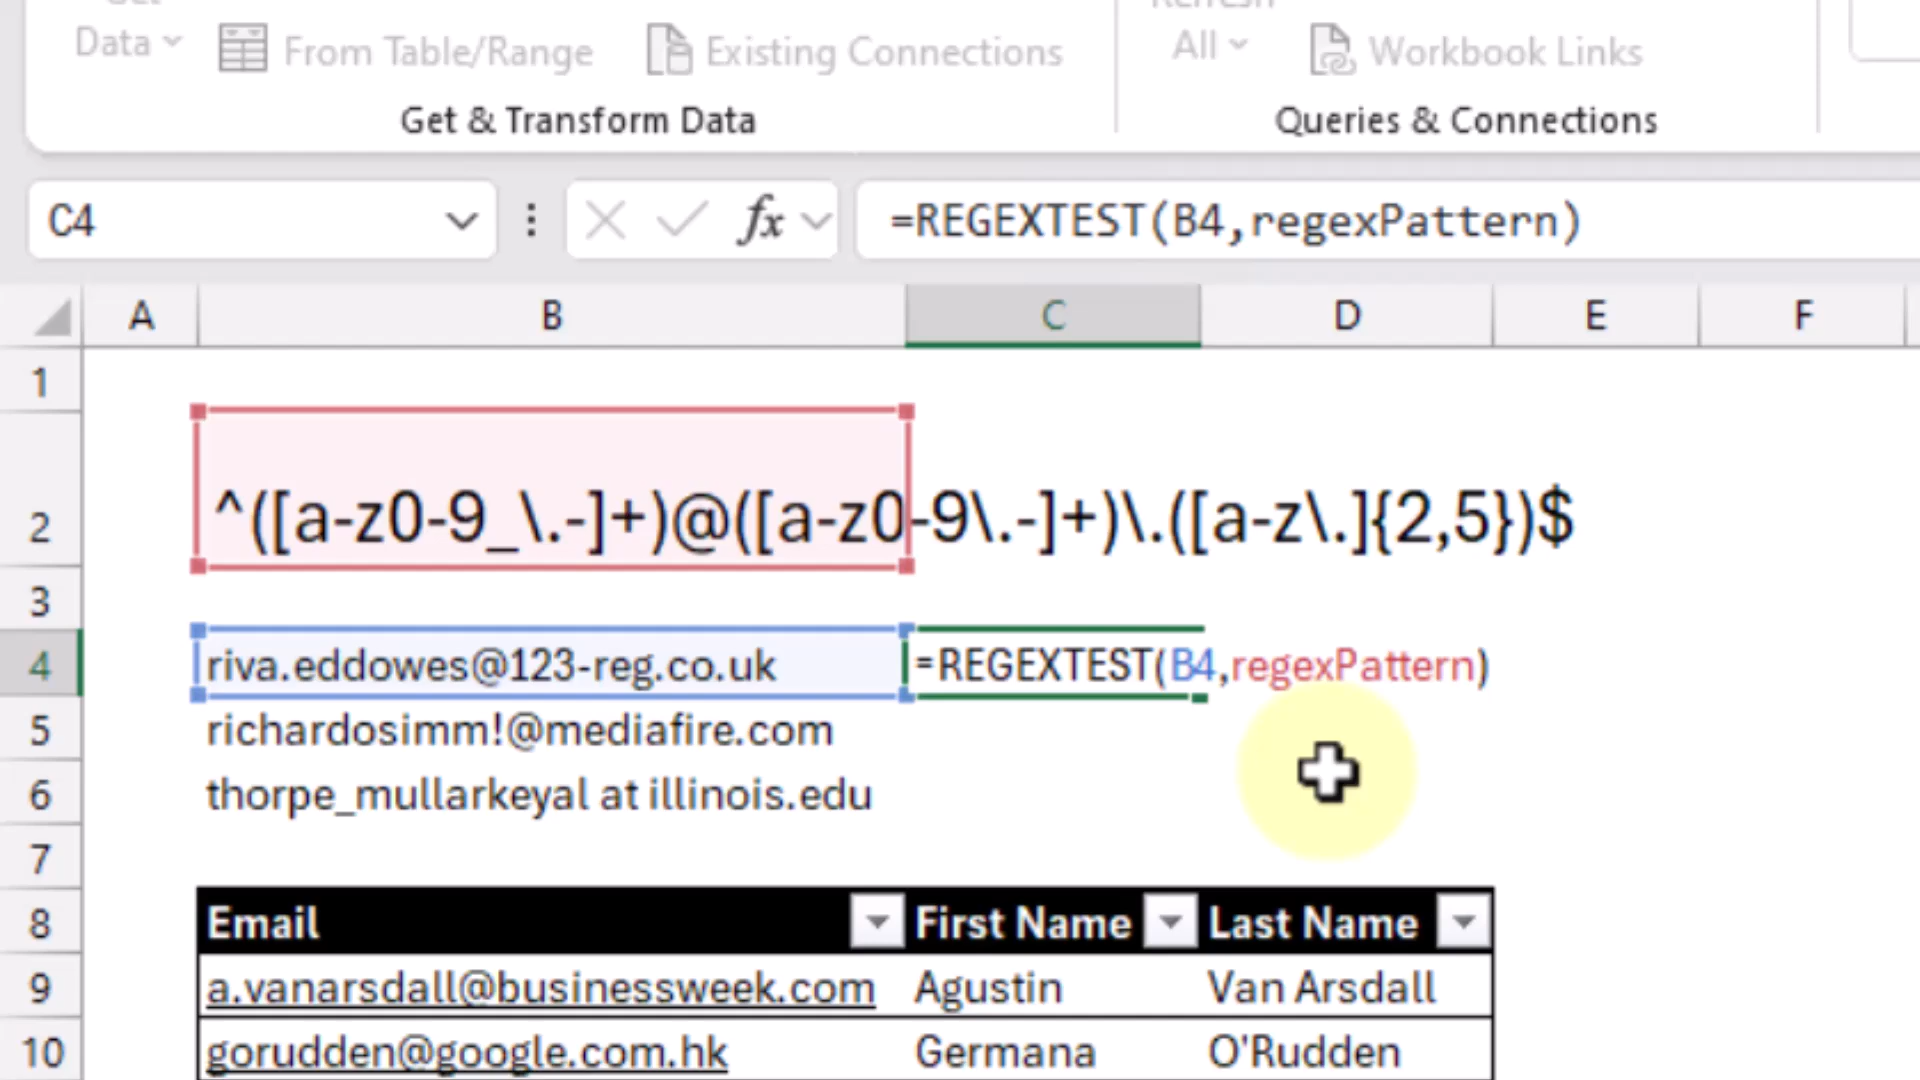 Get Refresh
Data From Table/Range Existing Connections All Workbook Links
Get & Transform Data Queries & Connections
C4 fx =REGEXTEST(B4,regexPattern)
A B C D E F
1
2 ^([a-z0-9_\.-]+)@([a-z0-9\.-]+)\.([a-z\.]{2,5})$
3
4 riva.eddowes@123-reg.co.uk =REGEXTEST(B4,regexPattern)
5 richardosimm!@mediafire.com
6 thorpe_mullarkeyal at illinois.edu
7
8 Email First Name Last Name
9 a.vanarsdall@businessweek.com Agustin Van Arsdall
10 gorudden@google.com.hk Germana O'Rudden